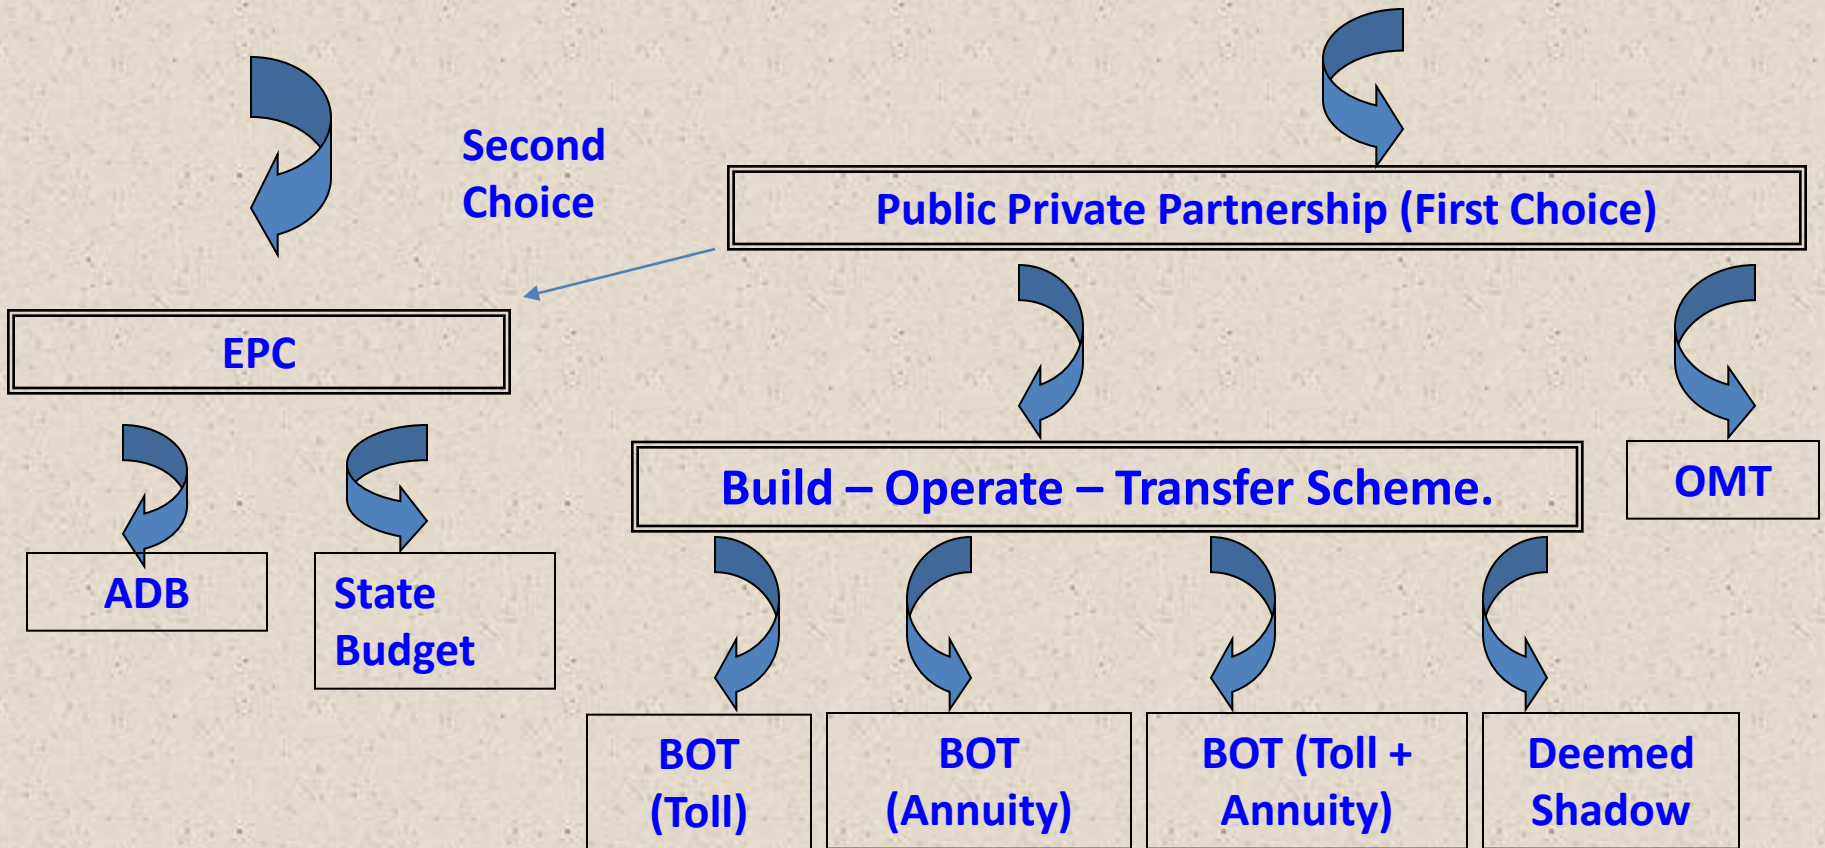 Second
Choice
Public Private Partnership (First Choice)
EPC
Build – Operate – Transfer Scheme.
OMT
ADB
State
Budget
BOT
(Toll)
BOT
(Annuity)
BOT (Toll +
Annuity)
Deemed
Shadow